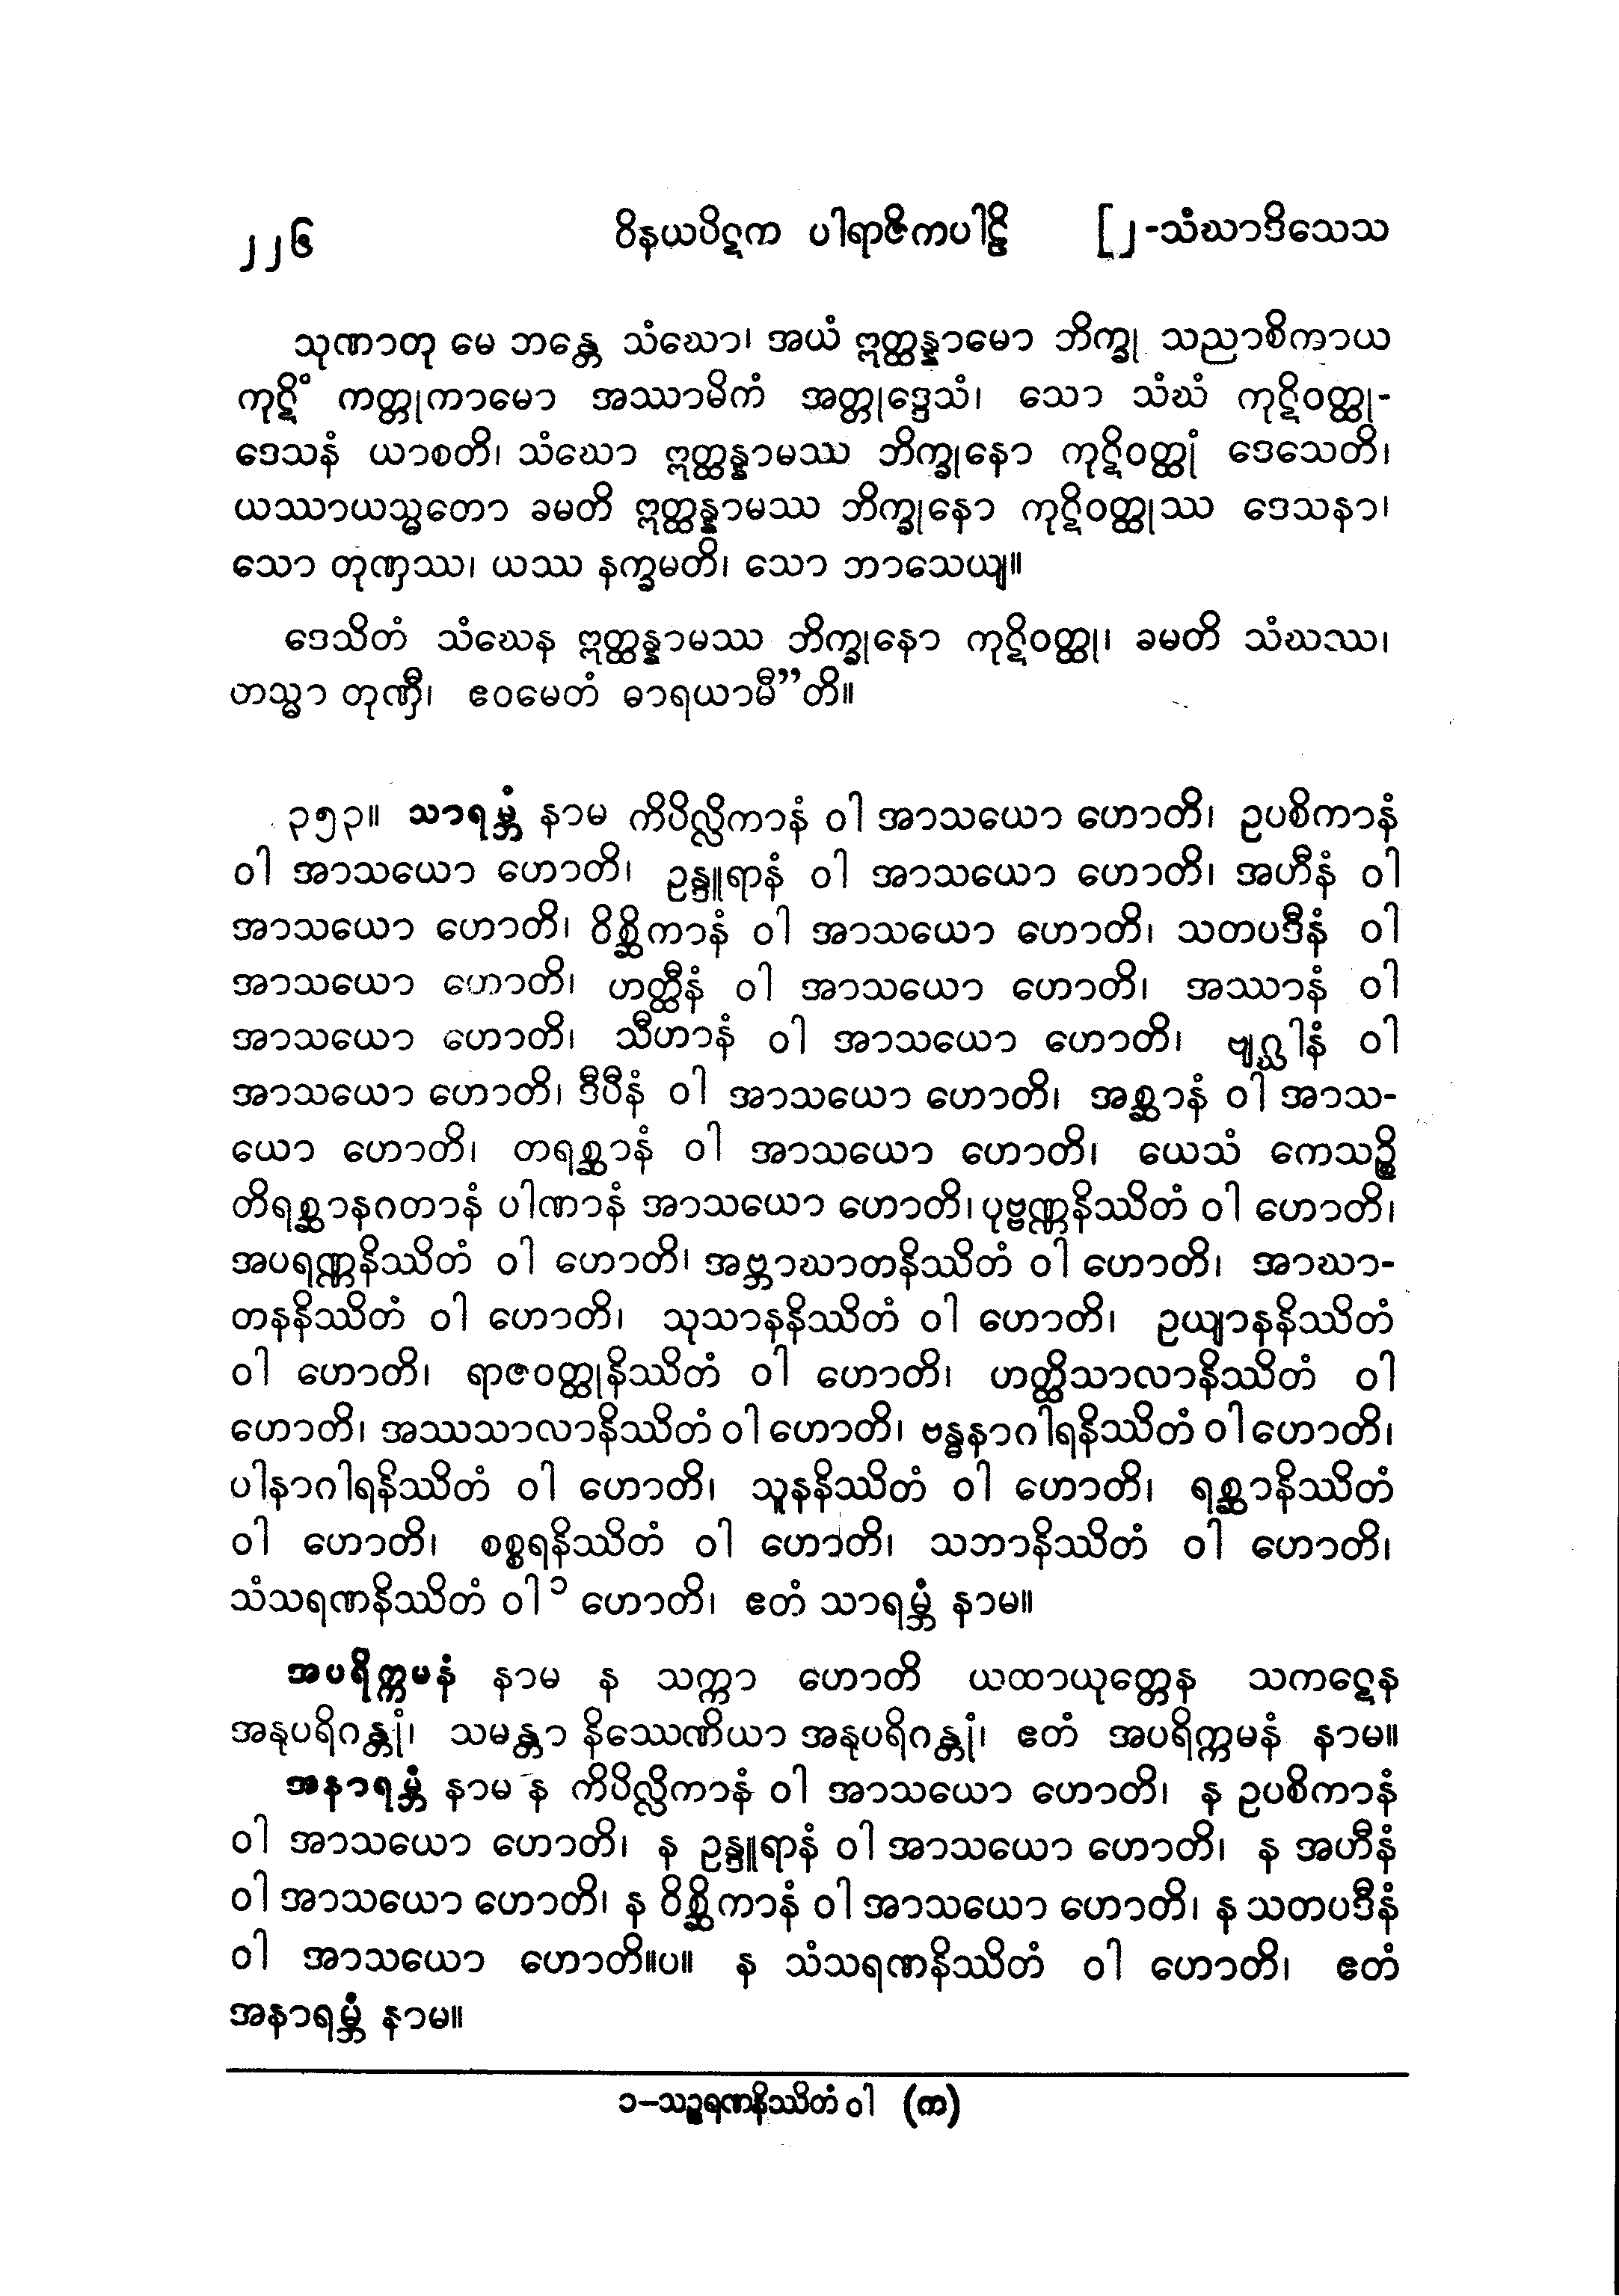 ၂၂၆ ဝိနယပိဋက ပါရာဇိကပါဠိ [၂-သံဃာဒိသေသ
သုဏာတု မေ ဘန္တေ သံဃော၊ အယံ ဣတ္ထန္နာမော ဘိက္ခု သညာစိကာယ
ကုဋိံ ကတ္တုကာမော အဿာမိကံ အတ္တုဒ္ဒေသံ၊ သော သံဃံ ကုဋိဝတ္ထု-
ဒေသနံ ယာစတိ၊ သံဃော ဣတ္ထန္နာမဿ ဘိက္ခုနော ကုဋိဝတ္ထုံ ဒေသေတိ၊
ယဿာယသ္မတော ခမတိ ဣတ္ထန္နာမဿ ဘိက္ခုနော ကုဋိဝတ္ထုဿ ဒေသနာ၊
သော တုဏှဿ၊ ယဿ နက္ခမတိ၊ သော ဘာသေယျ။
ဒေသိတံ သံဃေန ဣတ္ထန္နာမဿ ဘိက္ခုနော ကုဋိဝတ္ထု၊ ခမတိ သံဃဿ၊
တသ္မာ တုဏှီ၊ ဧဝမေတံ ဓာရယာမီ”တိ။
၃၅၃။ သာရမ္ဘံ နာမ ကိပိလ္လိကာနံ ဝါ အာသယော ဟောတိ၊ ဥပစိကာနံ
ဝါ အာသယော ဟောတိ၊ ဥန္ဒူရာနံ ဝါ အာသယော ဟောတိ၊ အဟီနံ ဝါ
အာသယော ဟောတိ၊ ဝိစ္ဆိကာနံ ဝါ အာသယော ဟောတိ၊ သတပဒီနံ ဝါ
အာသယော ဟောတိ၊ ဟတ္ထီနံ ဝါ အာသယော ဟောတိ၊ အဿာနံ ဝါ
အာသယော ဟောတိ၊ သီဟာနံ ဝါ အာသယော ဟောတိ၊ ဗျဂ္ဃါနံ ဝါ
အာသယော ဟောတိ၊ ဒီပီနံ ဝါ အာသယော ဟောတိ၊ အစ္ဆာနံ ဝါ အာသ-
ယော ဟောတိ၊ တရစ္ဆာနံ ဝါ အာသယော ဟောတိ၊ ယေသံ ကေသဉ္စိ
တိရစ္ဆာနဂတာနံ ပါဏာနံ အာသယော ဟောတိ၊ ပုဗ္ဗဏ္ဏနိဿိတံ ဝါ ဟောတိ၊
အပရဏ္ဏနိဿိတံ ဝါ ဟောတိ၊ အဗ္ဘာဃာတနိဿိတံ ဝါ ဟောတိ၊ အာဃာ-
တနနိဿိတံ ဝါ ဟောတိ၊ သုသာနနိဿိတံ ဝါ ဟောတိ၊ ဥယျာနနိဿိတံ
ဝါ ဟောတိ၊ ရာဇဝတ္ထုနိဿိတံ ဝါ ဟောတိ၊ ဟတ္ထိသာလာနိဿိတံ ဝါ
ဟောတိ၊ အဿသာလာနိဿိတံ ဝါ ဟောတိ၊ ဗန္ဓနာဂါရနိဿိတံ ဝါ ဟောတိ၊
ပါနာဂါရနိဿိတံ ဝါ ဟောတိ၊ သူနနိဿိတံ ဝါ ဟောတိ၊ ရစ္ဆာနိဿိတံ
ဝါ ဟောတိ၊ စစ္စရနိဿိတံ ဝါ ဟောတိ၊ သဘာနိဿိတံ ဝါ ဟောတိ၊
သံသရဏနိဿိတံ ဝါ ၁ ဟောတိ၊ ဧတံ သာရမ္ဘံ နာမ။
အပရိက္ကမနံ နာမ န သက္ကာ ဟောတိ ယထာယုတ္တေန သကဋေန
အနုပရိဂန္တုံ၊ သမန္တာ နိဿေဏိယာ အနုပရိဂန္တုံ၊ ဧတံ အပရိက္ကမနံ နာမ။
အနာရမ္ဘံ နာမ န ကိပိလ္လိကာနံ ဝါ အာသယော ဟောတိ၊ န ဥပစိကာနံ
ဝါ အာသယော ဟောတိ၊ န ဥန္ဒူရာနံ ဝါ အာသယော ဟောတိ၊ န အဟီနံ
ဝါ အာသယော ဟောတိ၊ န ဝိစ္ဆိကာနံ ဝါ အာသယော ဟောတိ၊ န သတပဒီနံ
ဝါ အာသယော ဟောတိ။ပ။ န သံသရဏနိဿိတံ ဝါ ဟောတိ၊ ဧတံ
အနာရမ္ဘံ နာမ။
၁–သဉ္စရဏနိဿိတံ ဝါ (က)